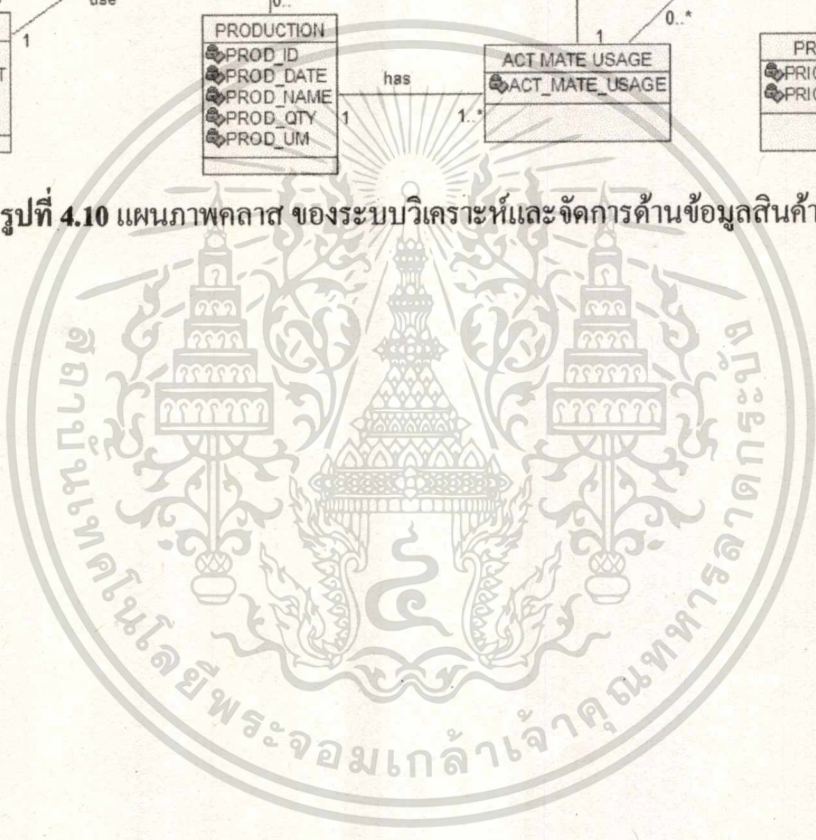 use
0..
1
T
PRODUCTION
PROD_ID
PROD_DATE
PROD_NAME
PROD_QTY
PROD_UM
has
1
1..*
1
0..*
ACT MATE USAGE
ACT_MATE_USAGE
PR
PRIC
PRIC
รูปที่ 4.10 แผนภาพคลาส ของระบบวิเคราะห์และจัดการด้านข้อมูลสินค้า
สถาบันเทคโนโลยีพระจอมเกล้าเจ้าคุณทหารลาดกระบัง